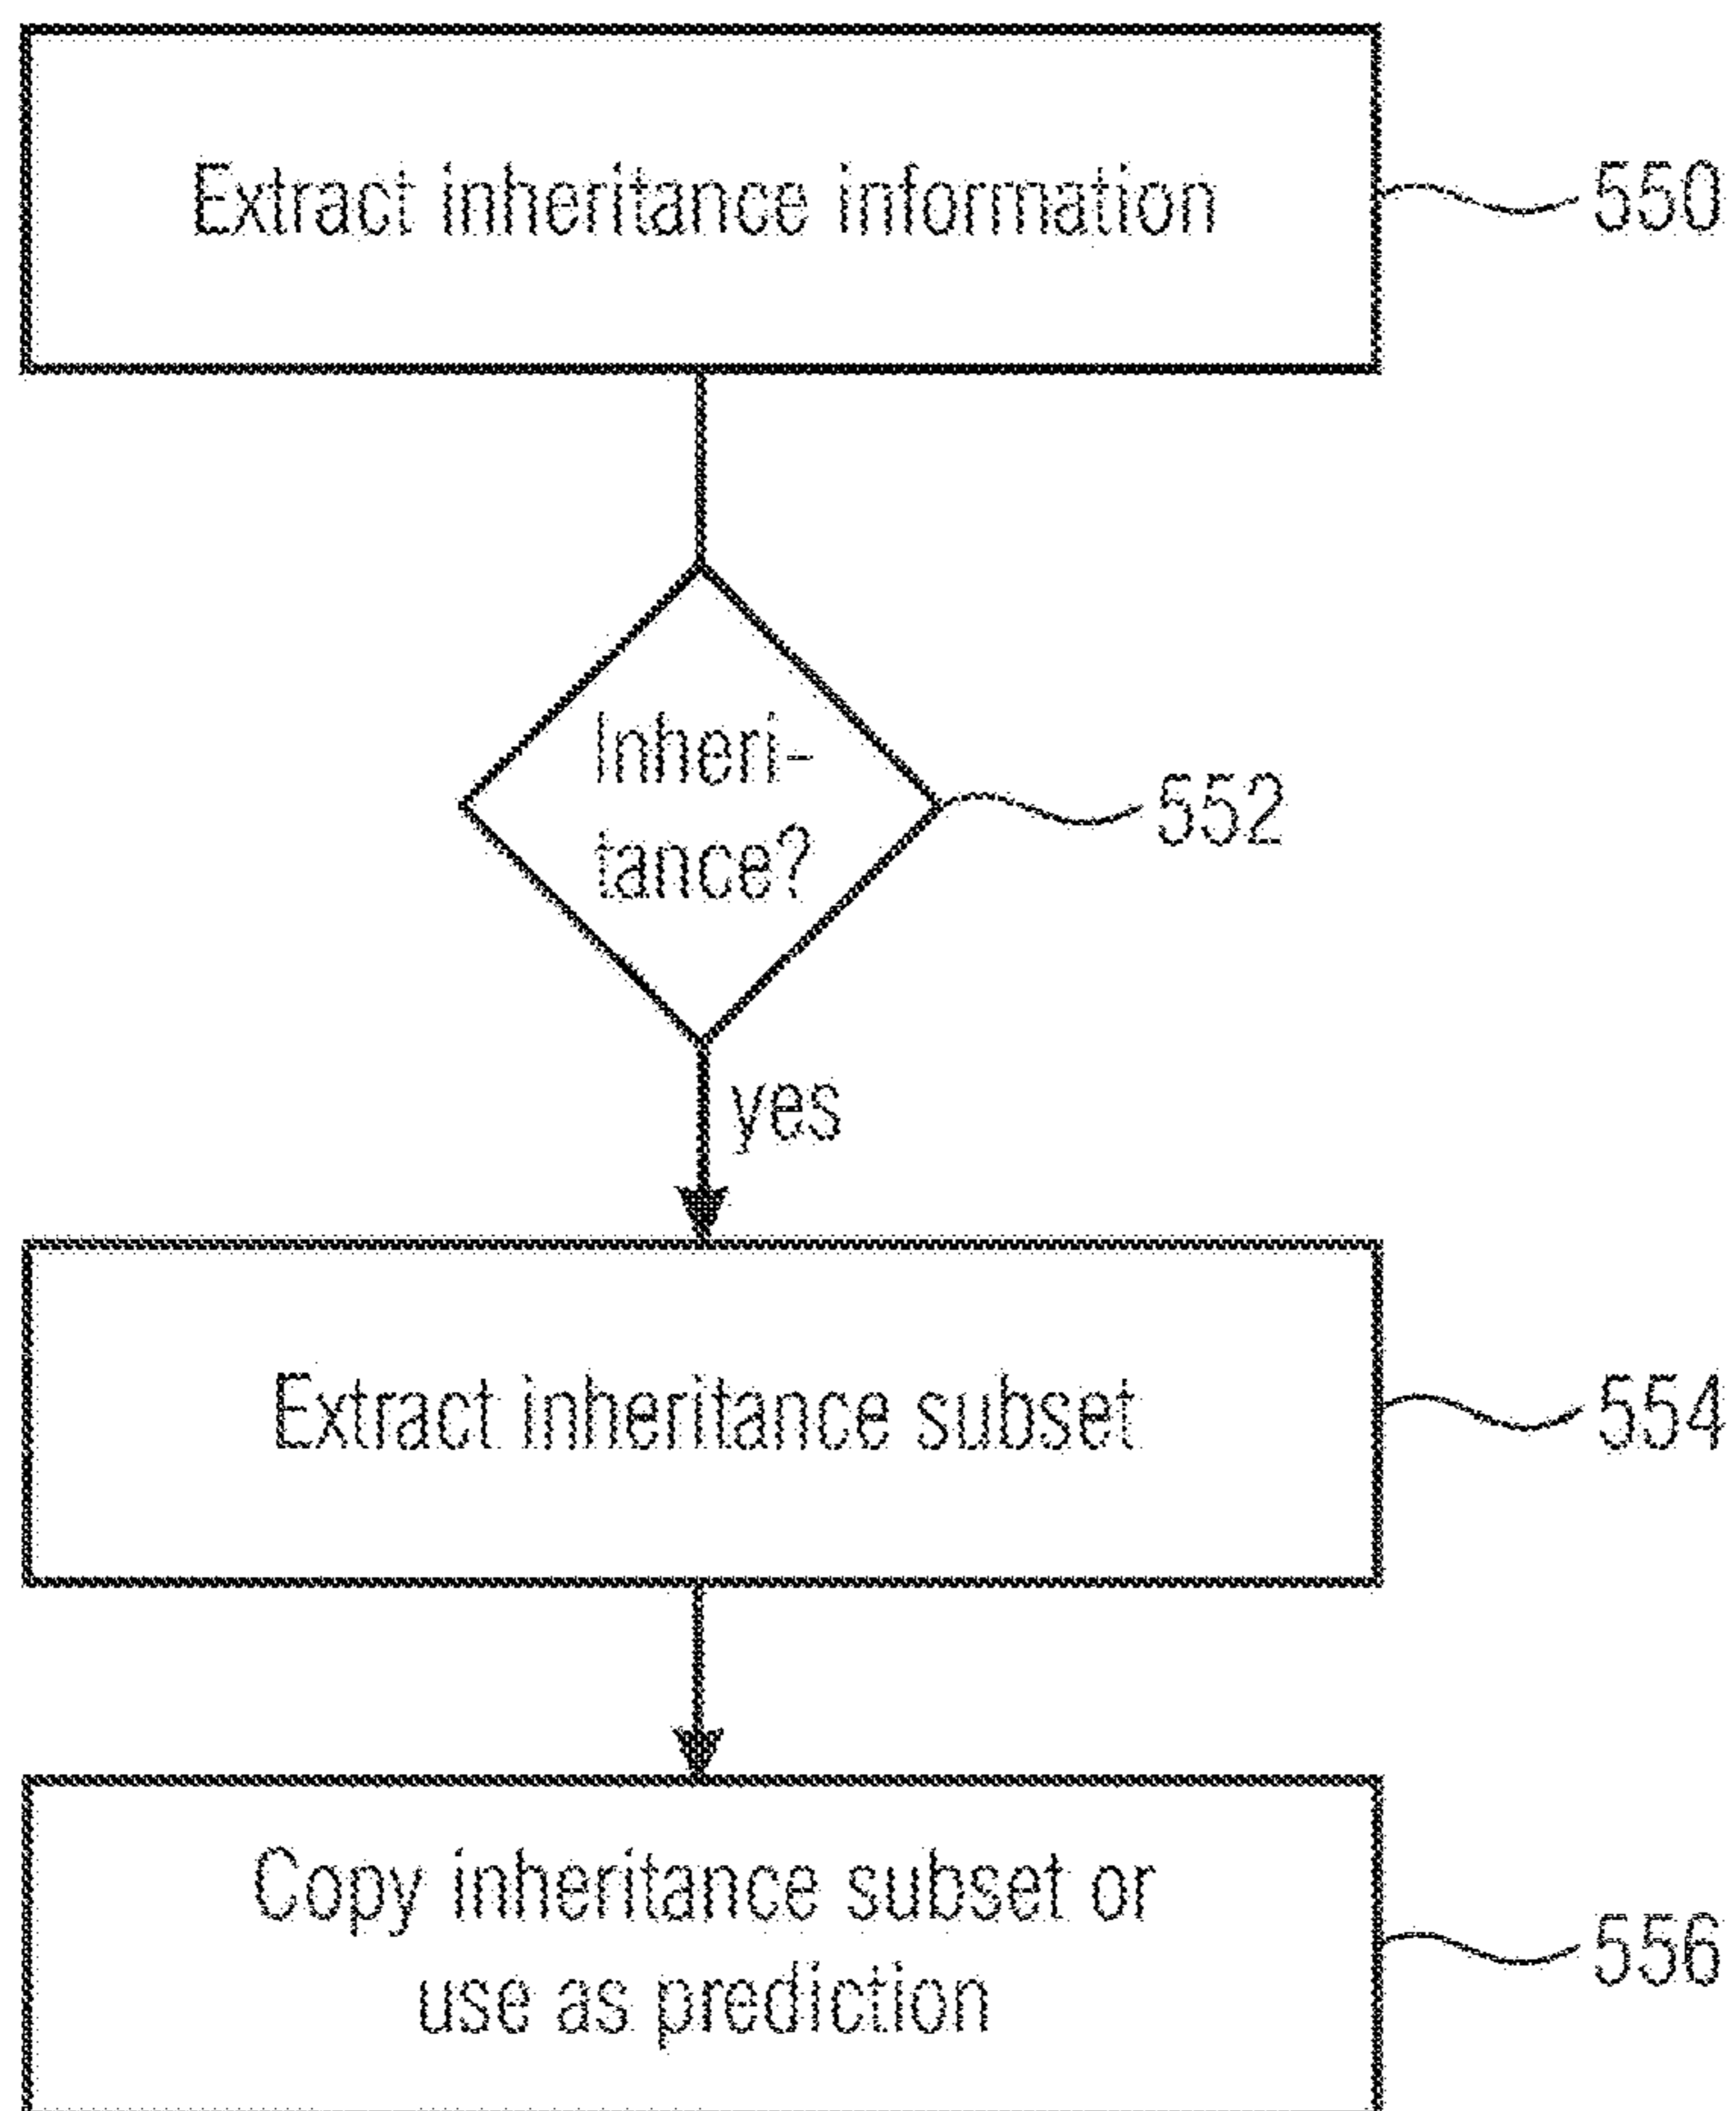 Extract inheritance information
550
Inheri-
tance?
552
yes
Extract inheritance subset
554
Copy inheritance subset or
use as prediction
556